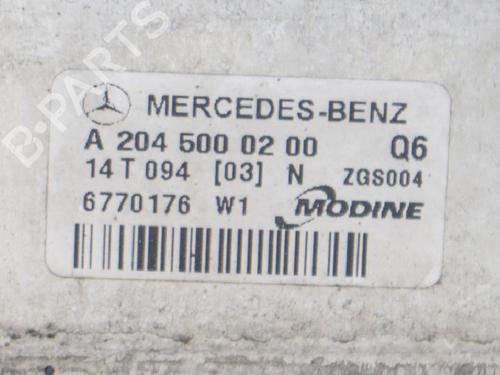 B-PARTS
MERCEDES-BENZ
A 204 500 02 00 Q6
14 T 094 [03] N ZGS004
6770176 W1 MODINE